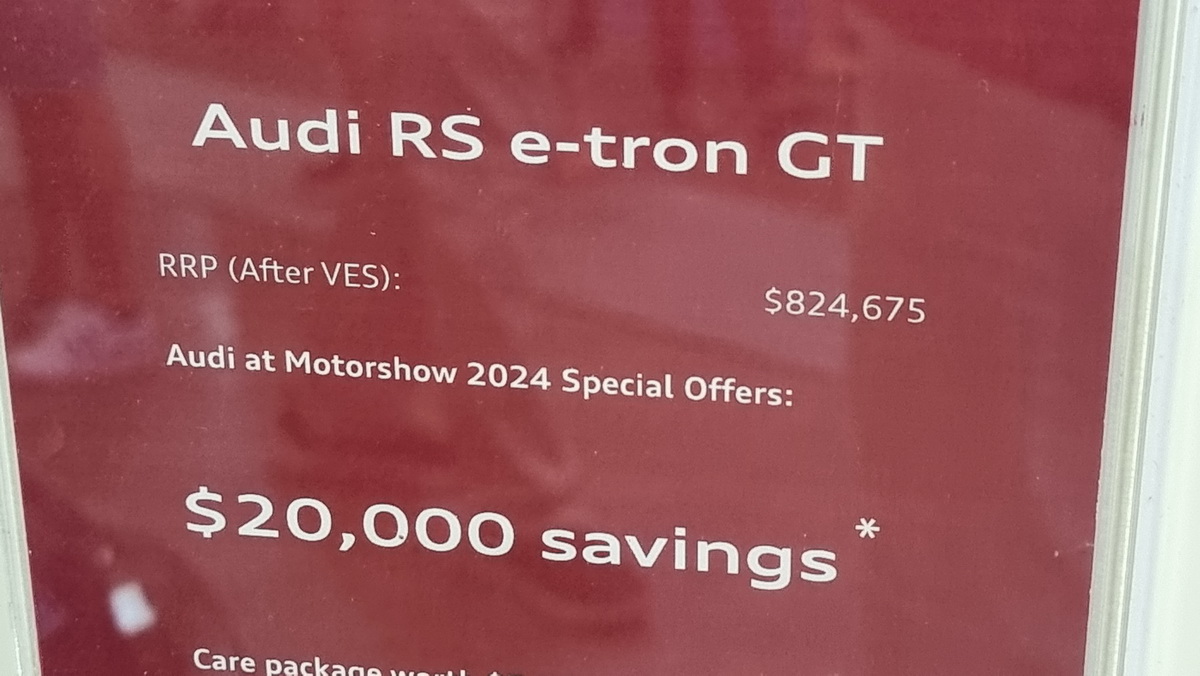 Audi RS e-tron GT
RRP (After VES): $824,675
Audi at Motorshow 2024 Special Offers:
$20,000 savings *
Care package worth